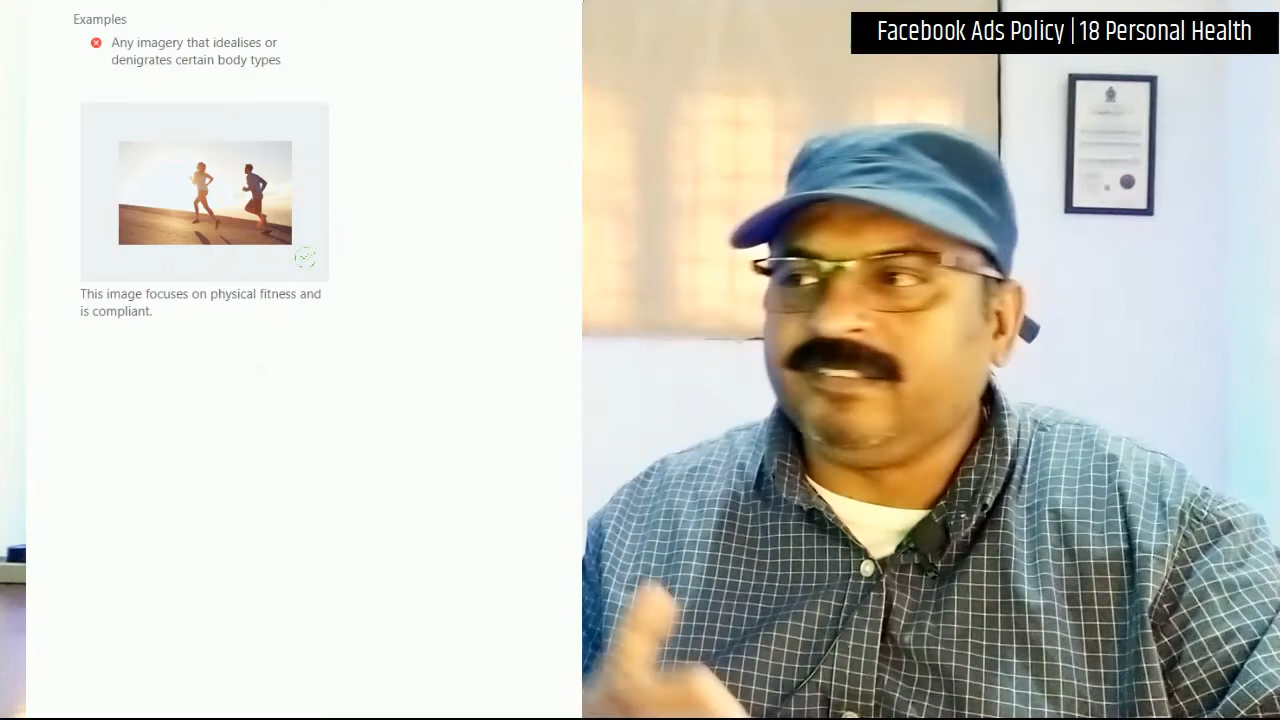 Facebook Ads Policy | 18 Personal Health
Examples
Any imagery that idealises or
denigrates certain body types
This image focuses on physical fitness and
is compliant.